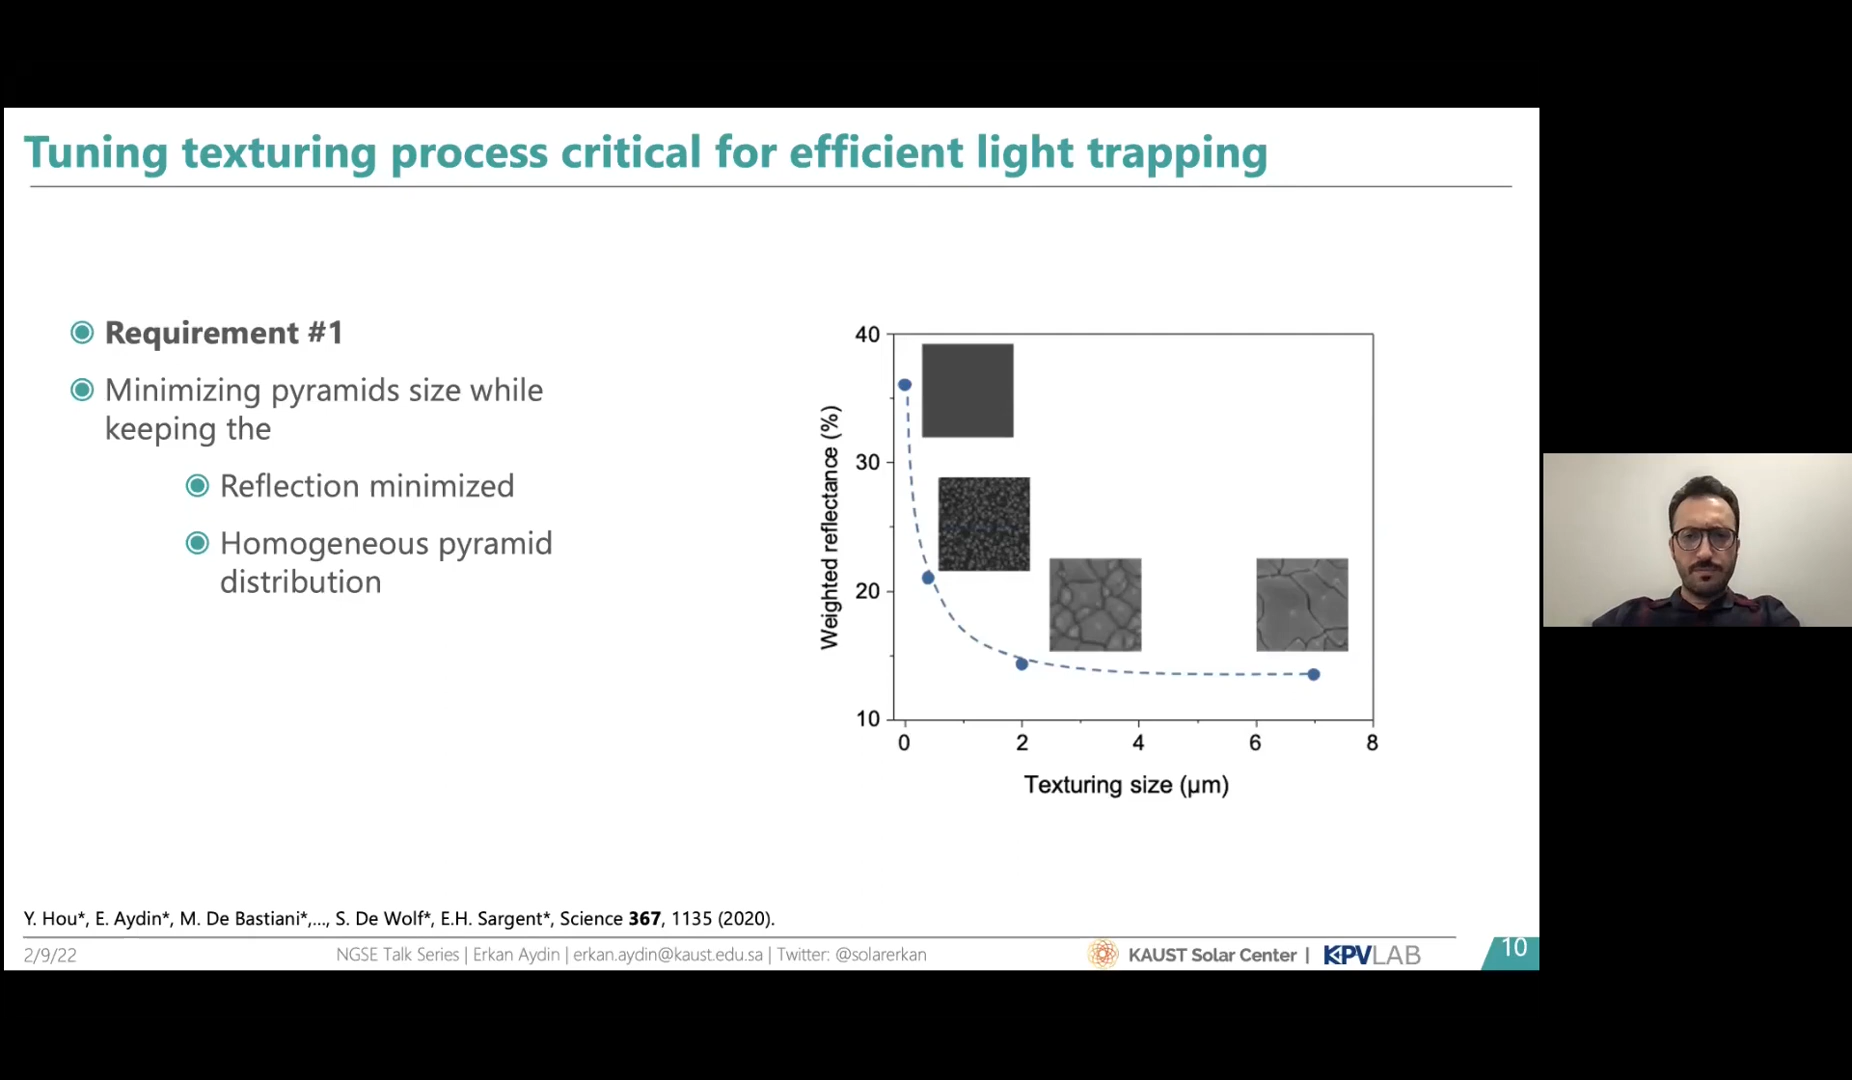 Tuning texturing process critical for efficient light trapping
Requirement #1
Minimizing pyramids size while
keeping the
Reflection minimized
Homogeneous pyramid
distribution
40
30
20
10
Weighted reflectance (%)
0 2 4 6 8
Texturing size (µm)
Y. Hou*, E. Aydin*, M. De Bastiani*,..., S. De Wolf*, E.H. Sargent*, Science 367, 1135 (2020).
2/9/22
NGSE Talk Series | Erkan Aydin | erkan.aydin@kaust.edu.sa | Twitter: @solarerkan
KAUST Solar Center | KPVLAB
10